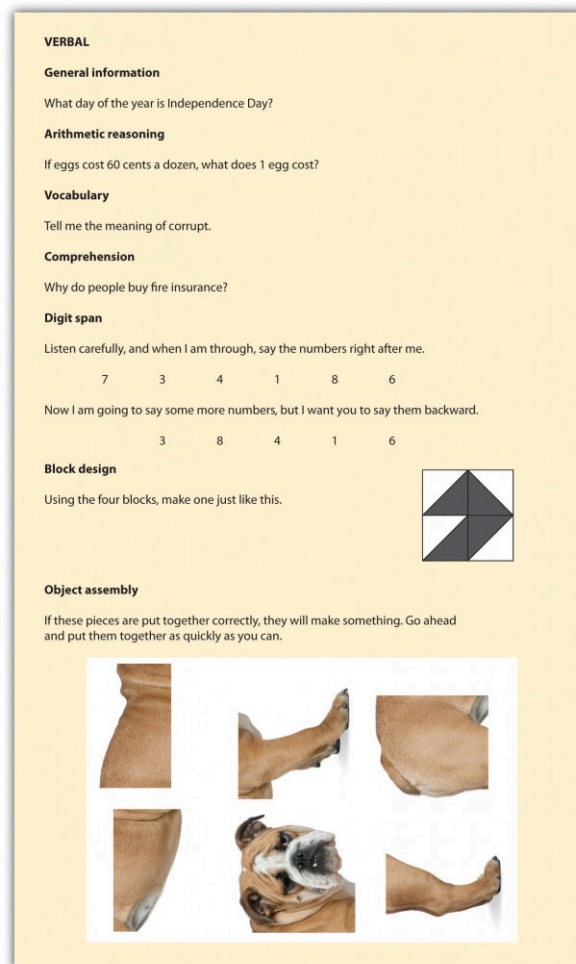 VERBAL
General information
What day of the year is Independence Day?
Arithmetic reasoning
If eggs cost 60 cents a dozen, what does 1 egg cost?
Vocabulary
Tell me the meaning of corrupt.
Comprehension
Why do people buy fire insurance?
Digit span
Listen carefully, and when I am through, say the numbers right after me.
7 3 4 1 8 6
Now I am going to say some more numbers, but I want you to say them backward.
3 8 4 1 6
Block design
Using the four blocks, make one just like this.
Object assembly
If these pieces are put together correctly, they will make something. Go ahead
and put them together as quickly as you can.